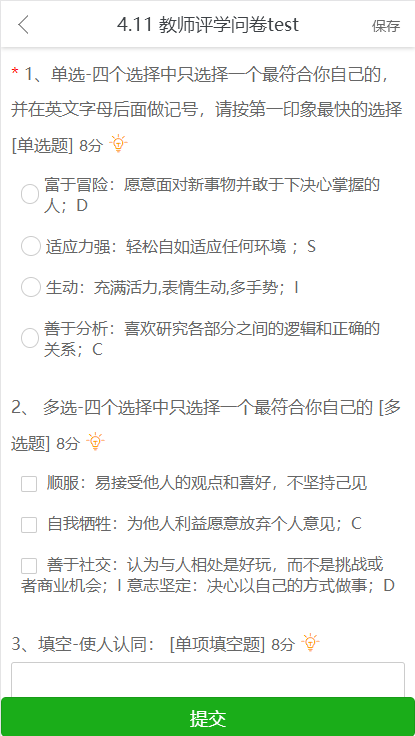 4.11 教师评学问卷test
保存
* 1、单选-四个选择中只选择一个最符合你自己的，
并在英文字母后面做记号，请按第一印象最快的选择
[单选题] 8分
富于冒险：愿意面对新事物并敢于下决心掌握的
人；D
适应力强：轻松自如适应任何环境 ；S
生动：充满活力,表情生动,多手势；I
善于分析：喜欢研究各部分之间的逻辑和正确的
关系；C
2、 多选-四个选择中只选择一个最符合你自己的 [多
选题] 8分
顺服：易接受他人的观点和喜好，不坚持己见
自我牺牲：为他人利益愿意放弃个人意见；C
善于社交：认为与人相处是好玩，而不是挑战或
者商业机会；I 意志坚定：决心以自己的方式做事；D
3、填空-使人认同： [单项填空题] 8分
提交